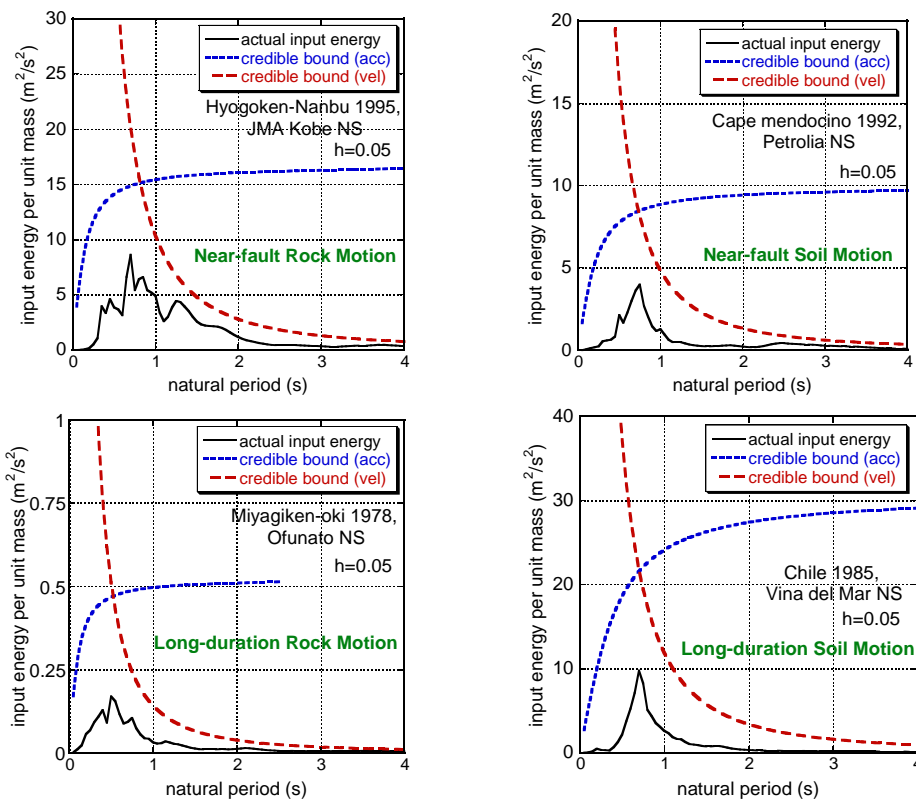 30
25
20
15
10
5
0
0
1
2
3
4
input energy per unit mass (m²/s²)
natural period (s)
actual input energy
credible bound (acc)
credible bound (vel)
Hyogoken-Nanbu 1995,
JMA Kobe NS
h=0.05
Near-fault Rock Motion
20
15
10
5
0
0
1
2
3
4
input energy per unit mass (m²/s²)
natural period (s)
actual input energy
credible bound (acc)
credible bound (vel)
Cape mendocino 1992,
Petrolia NS
h=0.05
Near-fault Soil Motion
1
0.75
0.5
0.25
0
0
1
2
3
4
input energy per unit mass (m²/s²)
natural period (s)
actual input energy
credible bound (acc)
credible bound (vel)
Miyagiken-oki 1978,
Ofunato NS
h=0.05
Long-duration Rock Motion
40
30
20
10
0
0
1
2
3
4
input energy per unit mass (m²/s²)
natural period (s)
actual input energy
credible bound (acc)
credible bound (vel)
Chile 1985,
Vina del Mar NS
h=0.05
Long-duration Soil Motion